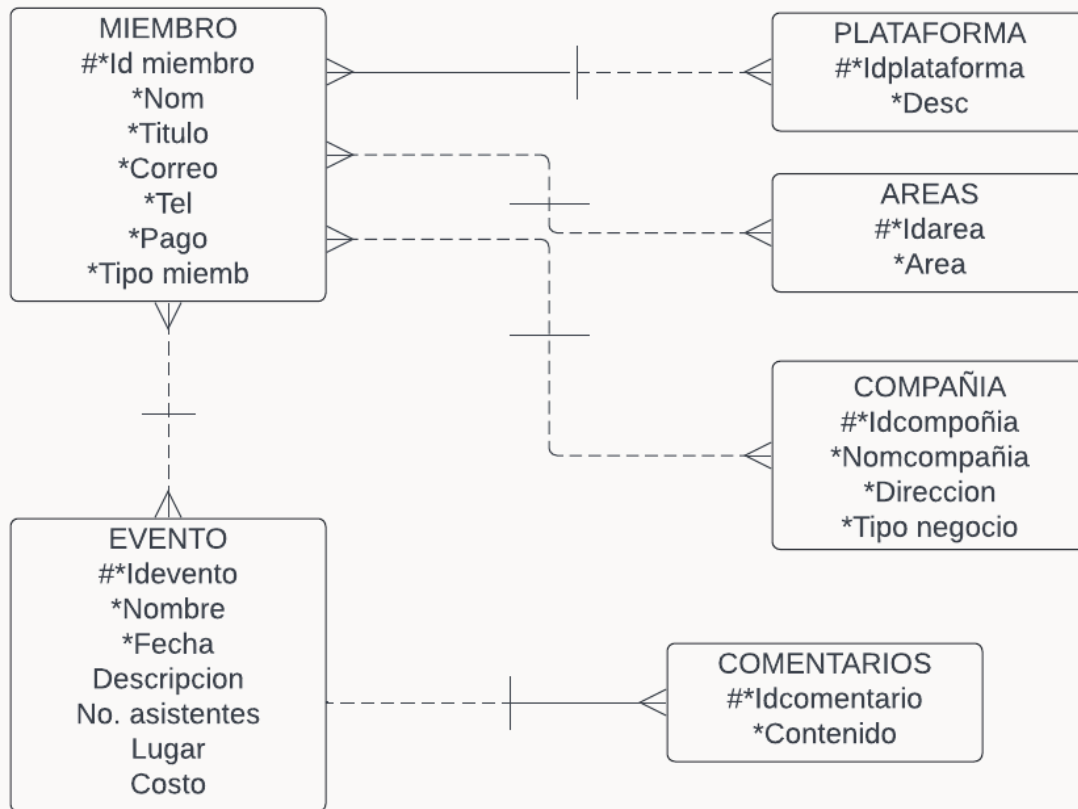 MIEMBRO
#*Id miembro
*Nom
*Titulo
*Correo
*Tel
*Pago
*Tipo miemb
PLATAFORMA
#*Idplataforma
*Desc
AREAS
#*Idarea
*Area
COMPAÑIA
#*Idcompoñia
*Nomcompañia
*Direccion
*Tipo negocio
EVENTO
#*Idevento
*Nombre
*Fecha
Descripcion
No. asistentes
Lugar
Costo
COMENTARIOS
#*Idcomentario
*Contenido